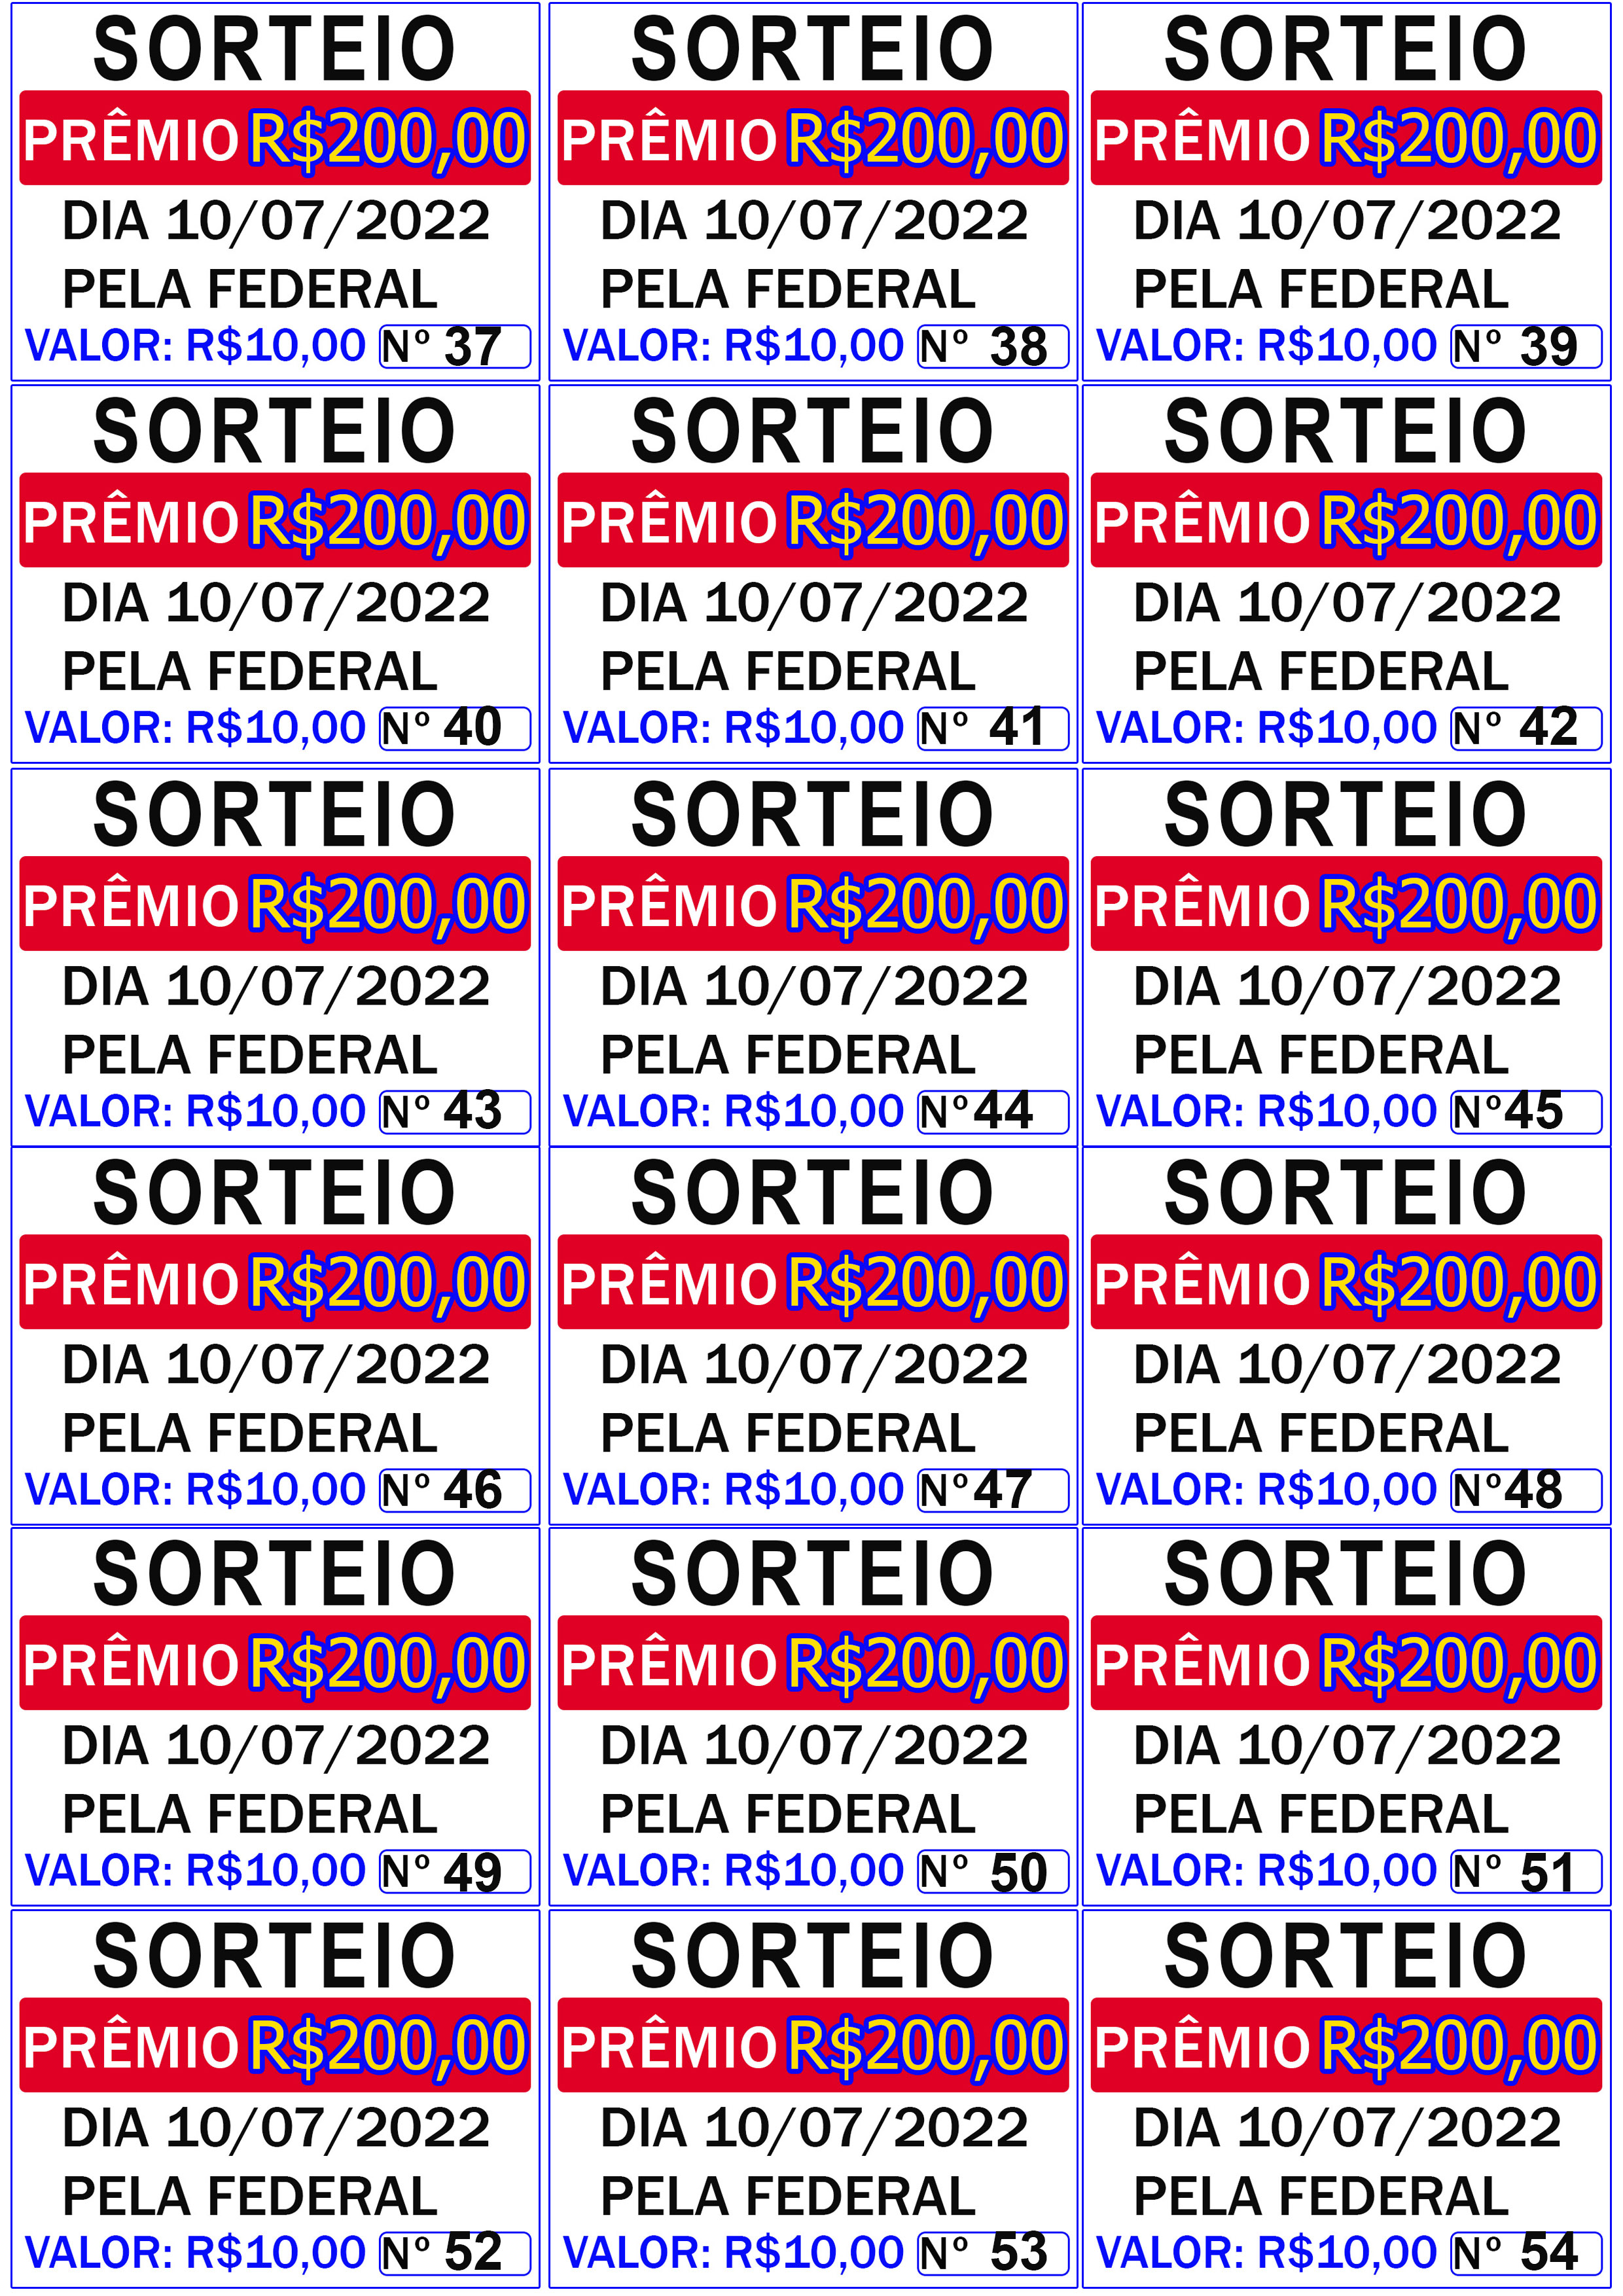 SORTEIO
PRÊMIO R$200,00
DIA 10/07/2022
PELA FEDERAL
VALOR: R$10,00 Nº 37
SORTEIO
PRÊMIO R$200,00
DIA 10/07/2022
PELA FEDERAL
VALOR: R$10,00 Nº 38
SORTEIO
PRÊMIO R$200,00
DIA 10/07/2022
PELA FEDERAL
VALOR: R$10,00 Nº 39
SORTEIO
PRÊMIO R$200,00
DIA 10/07/2022
PELA FEDERAL
VALOR: R$10,00 Nº 40
SORTEIO
PRÊMIO R$200,00
DIA 10/07/2022
PELA FEDERAL
VALOR: R$10,00 Nº 41
SORTEIO
PRÊMIO R$200,00
DIA 10/07/2022
PELA FEDERAL
VALOR: R$10,00 Nº 42
SORTEIO
PRÊMIO R$200,00
DIA 10/07/2022
PELA FEDERAL
VALOR: R$10,00 Nº 43
SORTEIO
PRÊMIO R$200,00
DIA 10/07/2022
PELA FEDERAL
VALOR: R$10,00 Nº44
SORTEIO
PRÊMIO R$200,00
DIA 10/07/2022
PELA FEDERAL
VALOR: R$10,00 Nº45
SORTEIO
PRÊMIO R$200,00
DIA 10/07/2022
PELA FEDERAL
VALOR: R$10,00 Nº 46
SORTEIO
PRÊMIO R$200,00
DIA 10/07/2022
PELA FEDERAL
VALOR: R$10,00 Nº47
SORTEIO
PRÊMIO R$200,00
DIA 10/07/2022
PELA FEDERAL
VALOR: R$10,00 Nº48
SORTEIO
PRÊMIO R$200,00
DIA 10/07/2022
PELA FEDERAL
VALOR: R$10,00 Nº 49
SORTEIO
PRÊMIO R$200,00
DIA 10/07/2022
PELA FEDERAL
VALOR: R$10,00 Nº 50
SORTEIO
PRÊMIO R$200,00
DIA 10/07/2022
PELA FEDERAL
VALOR: R$10,00 Nº 51
SORTEIO
PRÊMIO R$200,00
DIA 10/07/2022
PELA FEDERAL
VALOR: R$10,00 Nº 52
SORTEIO
PRÊMIO R$200,00
DIA 10/07/2022
PELA FEDERAL
VALOR: R$10,00 Nº 53
SORTEIO
PRÊMIO R$200,00
DIA 10/07/2022
PELA FEDERAL
VALOR: R$10,00 Nº 54